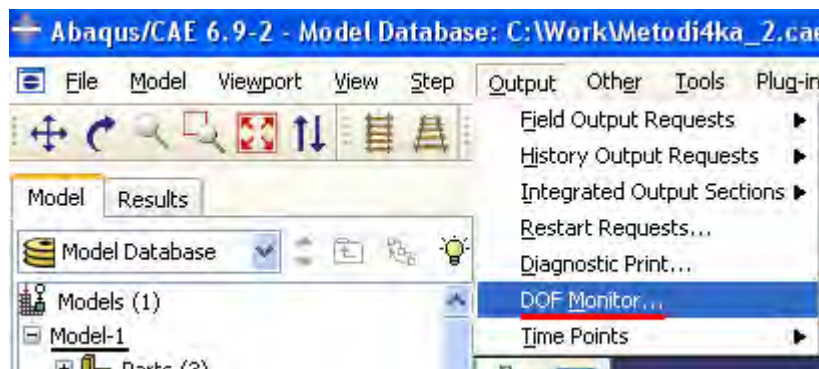 Abaqus/CAE 6.9-2 - Model Database: C:\Work\Metodi4ka_2.cae
File Model Viewport View Step Output Other Tools Plug-in
Field Output Requests
History Output Requests
Integrated Output Sections
Restart Requests...
Diagnostic Print...
DOF Monitor...
Time Points
Model Results
Model Database
Models (1)
Model-1
Parts (3)